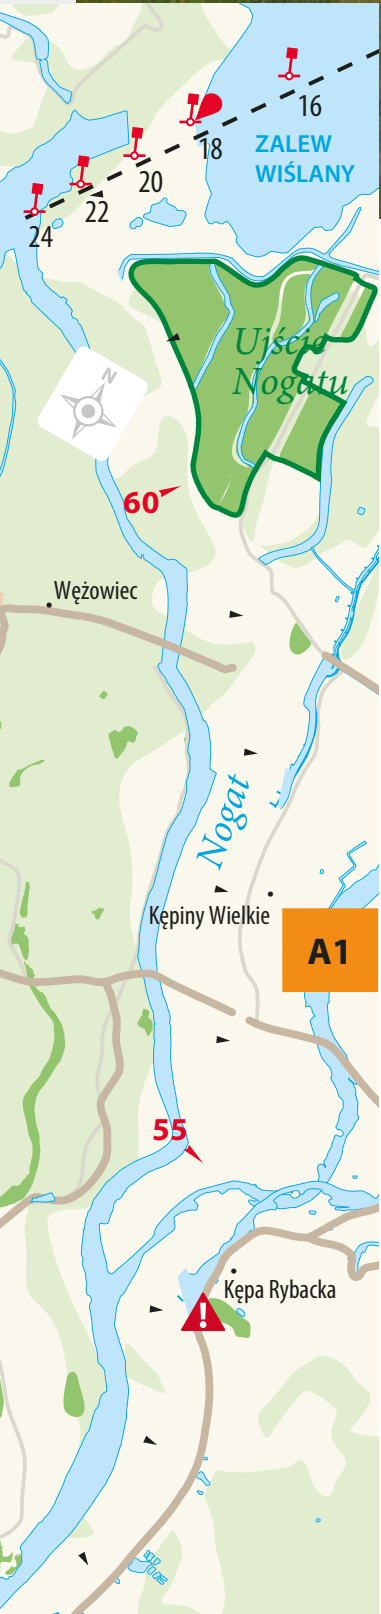 16
18
20
22
24
ZALEW
WIŚLANY
Ujście
Nogatu
N
60
Wężowiec
Nogat
Kępiny Wielkie
A1
55
Kępa Rybacka
!